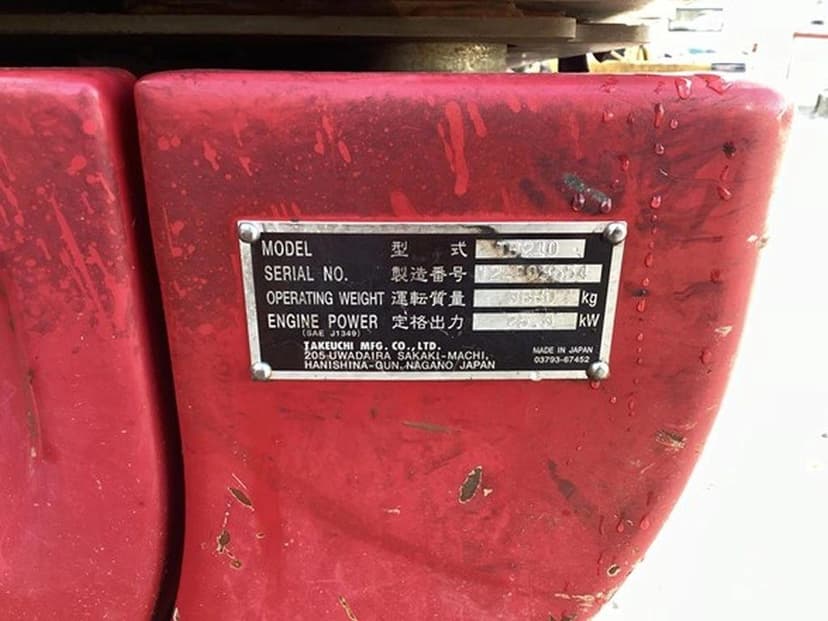 MODEL 型式
SERIAL NO. 製造番号
OPERATING WEIGHT 運転質量 kg
ENGINE POWER 定格出力 kW
(SAE J1349)
TAKEUCHI MFG. CO., LTD.
205 UWADAIRA SAKAKI-MACHI,
HANISHINA-GUN, NAGANO JAPAN
MADE IN JAPAN
03793-67452